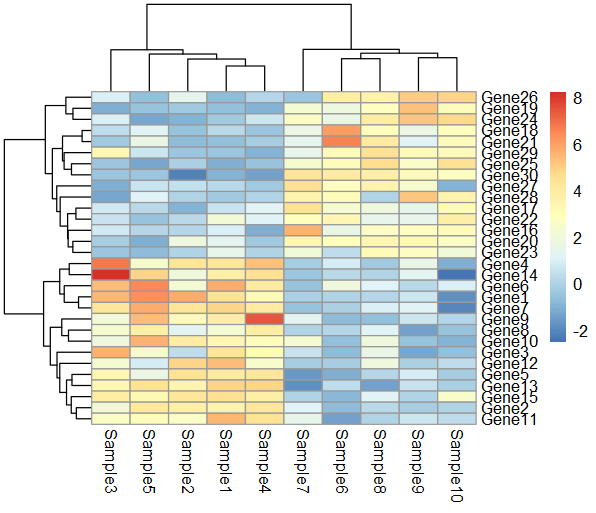 Gene26
Gene19
Gene24
Gene18
Gene21
Gene29
Gene25
Gene30
Gene27
Gene28
Gene17
Gene22
Gene16
Gene20
Gene23
Gene4
Gene14
Gene6
Gene1
Gene7
Gene9
Gene8
Gene10
Gene3
Gene12
Gene5
Gene13
Gene15
Gene2
Gene11
Sample3
Sample5
Sample2
Sample1
Sample4
Sample7
Sample6
Sample8
Sample9
Sample10
8
6
4
2
0
-2